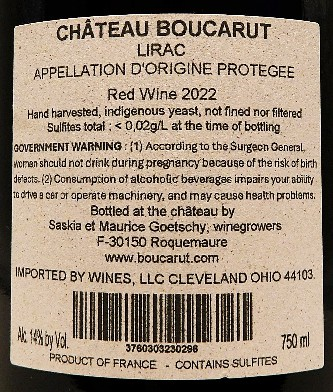 CHÂTEAU BOUCARUT
LIRAC
APPELLATION D'ORIGINE PROTEGEE
Red Wine 2022
Hand harvested, indigenous yeast, not fined nor filtered
Sulfites total : < 0,02g/L at the time of bottling
GOVERNMENT WARNING : (1) According to the Surgeon General,
women should not drink during pregnancy because of the risk of birth
defects. (2) Consumption of alcoholic beverages impairs your ability
to drive a car or operate machinery, and may cause health problems.
Bottled at the château by
Saskia et Maurice Goetschy, winegrowers
F-30150 Roquemaure
www.boucarut.com
IMPORTED BY WINES, LLC CLEVELAND OHIO 44103.
Alc. 14% by Vol.
3760303230296
750 ml
PRODUCT OF FRANCE - CONTAINS SULFITES